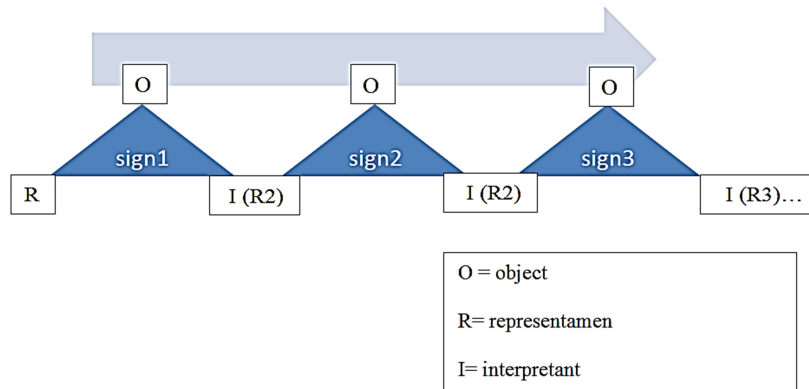 O O O
sign1 sign2 sign3
R I (R2) I (R2) I (R3)...
O = object
R= representamen
I= interpretant